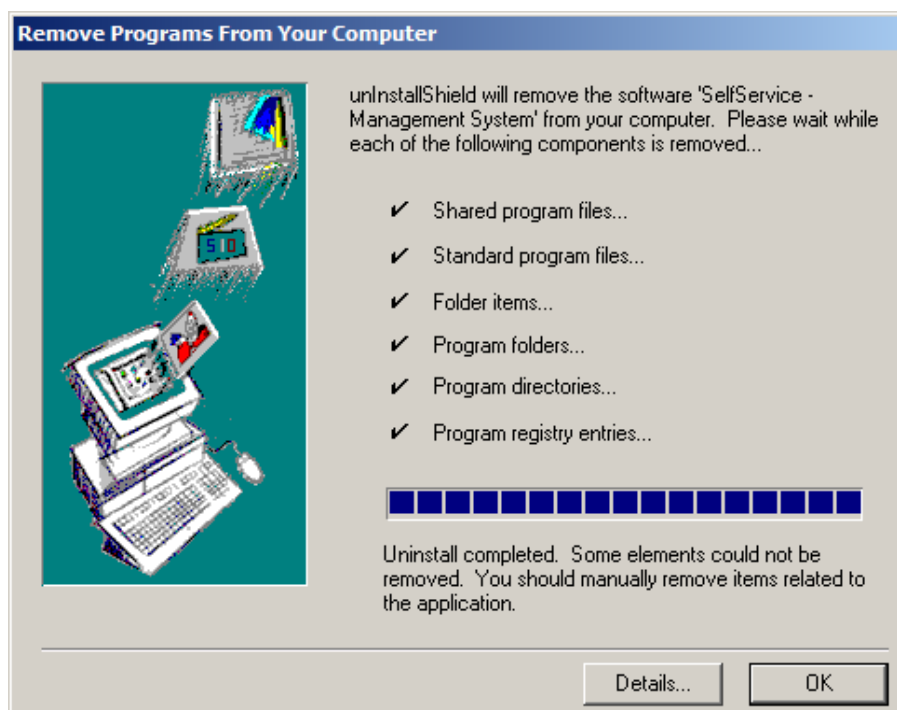 Remove Programs From Your Computer
unInstallShield will remove the software 'SelfService -
Management System' from your computer.  Please wait while
each of the following components is removed...
✔ Shared program files...
✔ Standard program files...
✔ Folder items...
✔ Program folders...
✔ Program directories...
✔ Program registry entries...
Uninstall completed.  Some elements could not be
removed.  You should manually remove items related to
the application.
Details...
OK